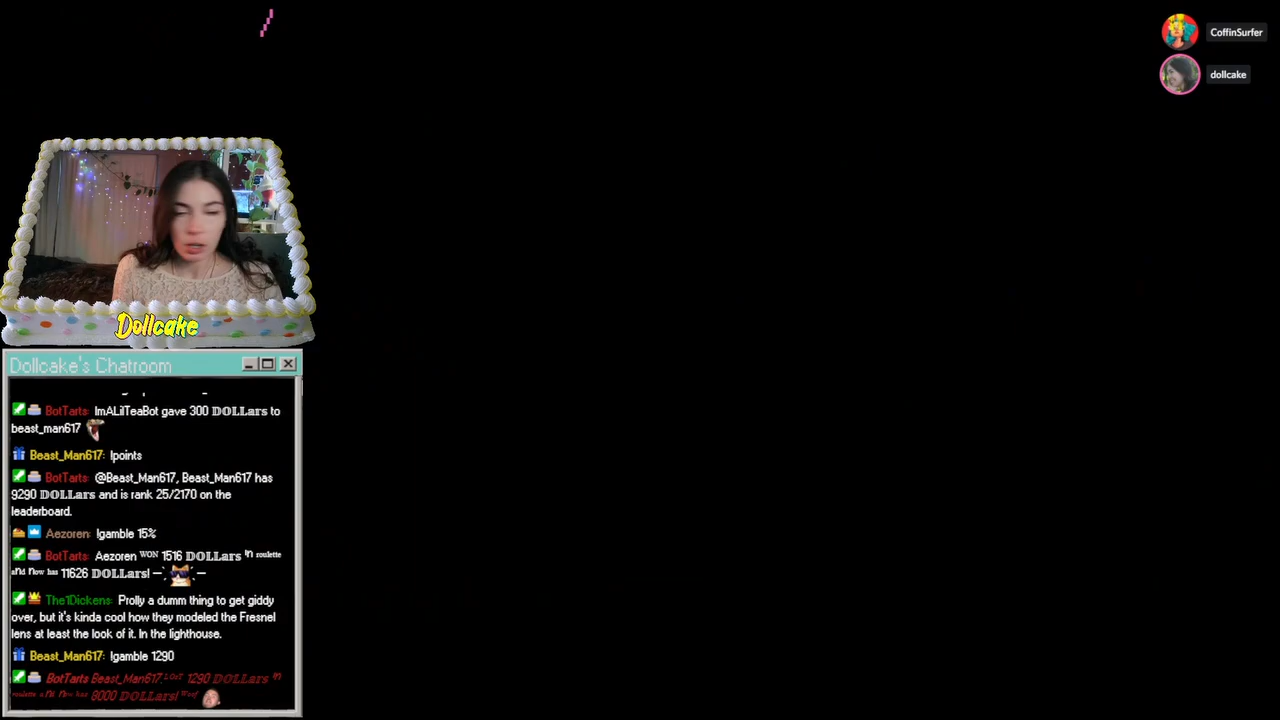 CoffinSurfer
dollcake
Dollcake
Dollcake's Chatroom
BotTarts: ImALilTeaBot gave 300 DOLLars to
beast_man617
Beast_Man617: !points
BotTarts: @Beast_Man617, Beast_Man617 has
9290 DOLLars and is rank 25/2170 on the
leaderboard.
Aezoren: !gamble 15%
BotTarts: Aezoren WON 1516 DOLLars in roulette
and now has 11626 DOLLars!
The1Dickens: Prolly a dumm thing to get giddy
over, but it's kinda cool how they modeled the Fresnel
lens at least the look of it. In the lighthouse.
Beast_Man617: !gamble 1290
BotTarts Beast_Man617 LOST 1290 DOLLars in
roulette and now has 8000 DOLLars!